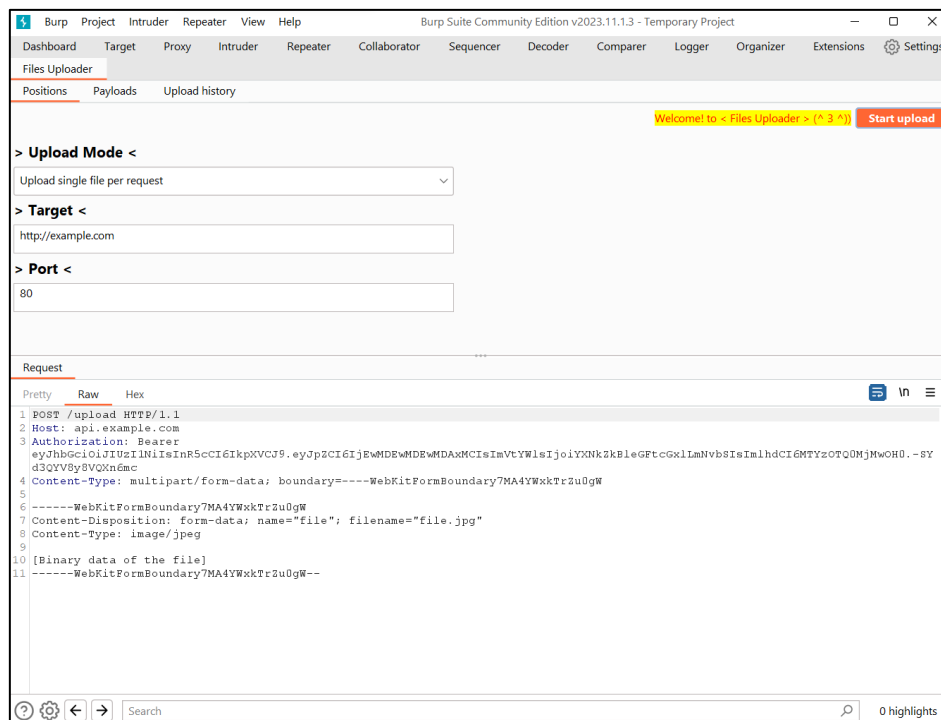 Burp Project Intruder Repeater View Help Burp Suite Community Edition v2023.11.1.3 - Temporary Project
Dashboard Target Proxy Intruder Repeater Collaborator Sequencer Decoder Comparer Logger Organizer Extensions Settings
Files Uploader
Positions Payloads Upload history
Welcome! to < Files Uploader > (^ 3 ^)) Start upload
> Upload Mode <
Upload single file per request
> Target <
http://example.com
> Port <
80
Request
Pretty Raw Hex \n
1 POST /upload HTTP/1.1
2 Host: api.example.com
3 Authorization: Bearer
eyJhbGciOiJIUzI1NiIsInR5cCI6IkpXVCJ9.eyJpZCI6IjEwMDEwMDEwMDAxMCIsImVtYWlsIjoiYXNkZkBleGFtcGxlLmNvbSIsImlhdCI6MTYzOTQ0MjMwOH0.-SY
d3QYV8y8VQXn6mc
4 Content-Type: multipart/form-data; boundary=----WebKitFormBoundary7MA4YWxkTrZu0gW
5
6 ------WebKitFormBoundary7MA4YWxkTrZu0gW
7 Content-Disposition: form-data; name="file"; filename="file.jpg"
8 Content-Type: image/jpeg
9
10 [Binary data of the file]
11 ------WebKitFormBoundary7MA4YWxkTrZu0gW--
Search 0 highlights